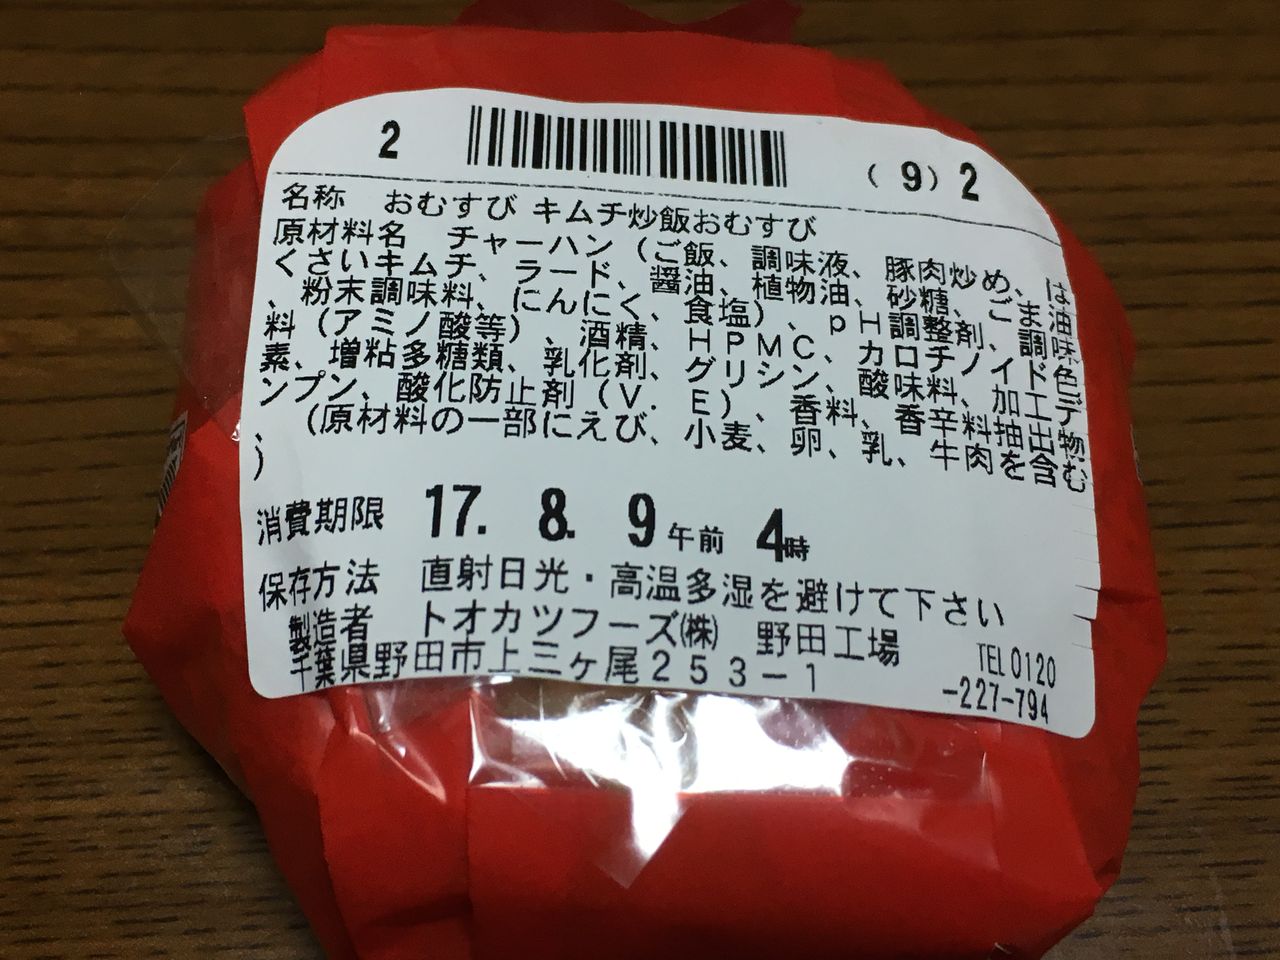 2 (9) 2
名称 おむすび キムチ炒飯おむすび
原材料名 チャーハン(ご飯、調味液、豚肉炒め、は
くさいキムチ、ラード、醤油、植物油、砂糖、ごま油
、粉末調味料、にんにく、食塩)、pH調整剤、調味
料(アミノ酸等)、酒精、HPMC、カロチノイド色
素、増粘多糖類、乳化剤、グリシン、酸味料、加工デ
ンプン、酸化防止剤(V.E)、香料、香辛料抽出物
、(原材料の一部にえび、小麦、卵、乳、牛肉を含む
)
消費期限 17. 8. 9 午前 4時
保存方法 直射日光・高温多湿を避けて下さい
製造者 トオカツフーズ㈱ 野田工場
千葉県野田市上三ヶ尾253-1
TEL0120
-227-794